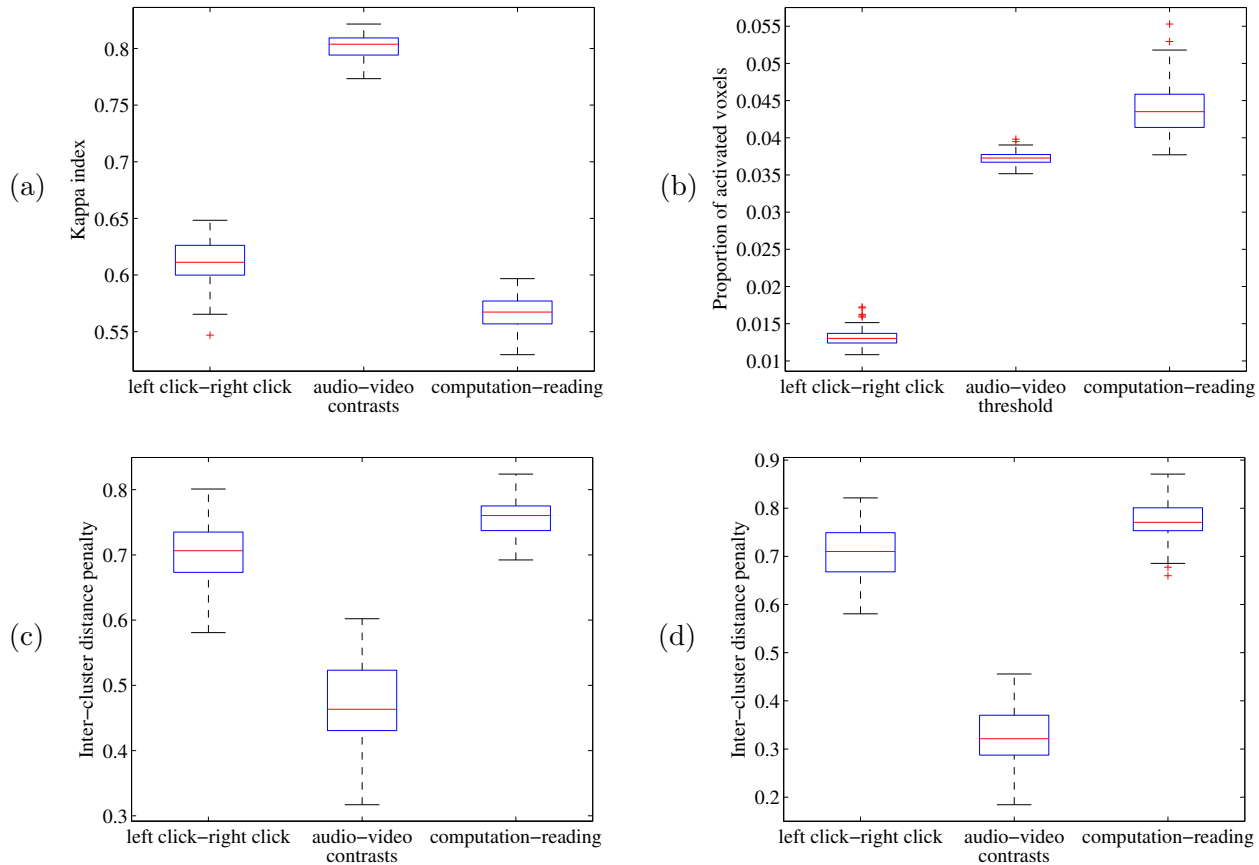 (a)
Kappa index
0.8
0.75
0.7
0.65
0.6
0.55
left click−right click audio−video computation−reading
contrasts
(b)
Proportion of activated voxels
0.055
0.05
0.045
0.04
0.035
0.03
0.025
0.02
0.015
0.01
left click−right click audio−video computation−reading
threshold
(c)
Inter−cluster distance penalty
0.8
0.7
0.6
0.5
0.4
0.3
left click−right click audio−video computation−reading
contrasts
(d)
Inter−cluster distance penalty
0.9
0.8
0.7
0.6
0.5
0.4
0.3
0.2
left click−right click audio−video computation−reading
contrasts